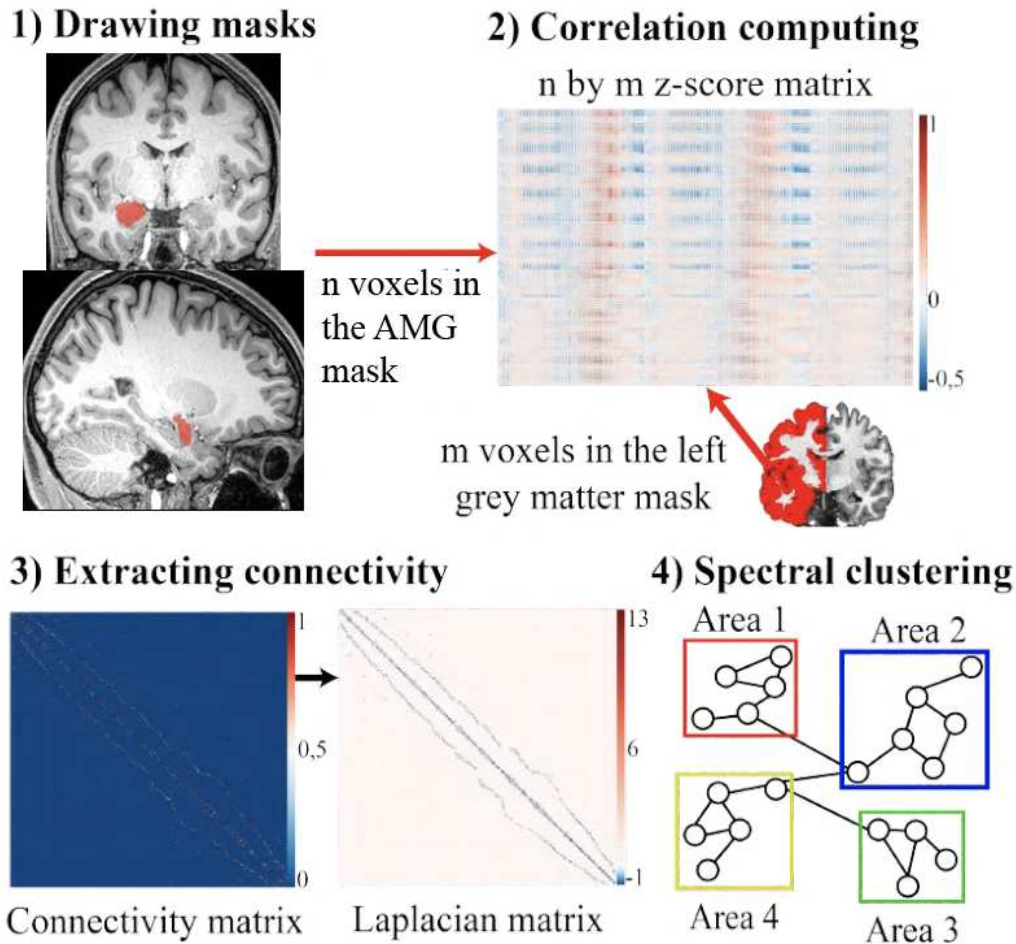 1) Drawing masks
2) Correlation computing
n by m z-score matrix
1
0
-0,5
n voxels in
the AMG
mask
m voxels in the left
grey matter mask
3) Extracting connectivity
1
0,5
0
Connectivity matrix
13
6
-1
Laplacian matrix
4) Spectral clustering
Area 1
Area 2
Area 4
Area 3